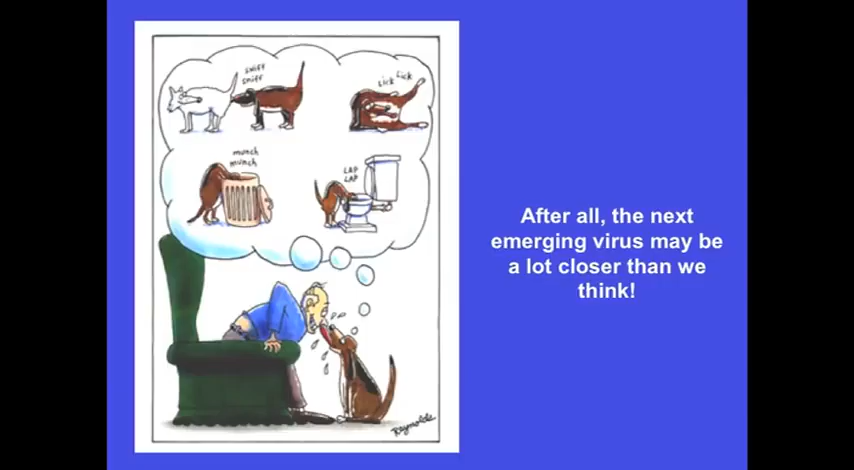 sniff
sniff
lick lick
munch
munch
LAP
LAP
After all, the next
emerging virus may be
a lot closer than we
think!
Reynolds